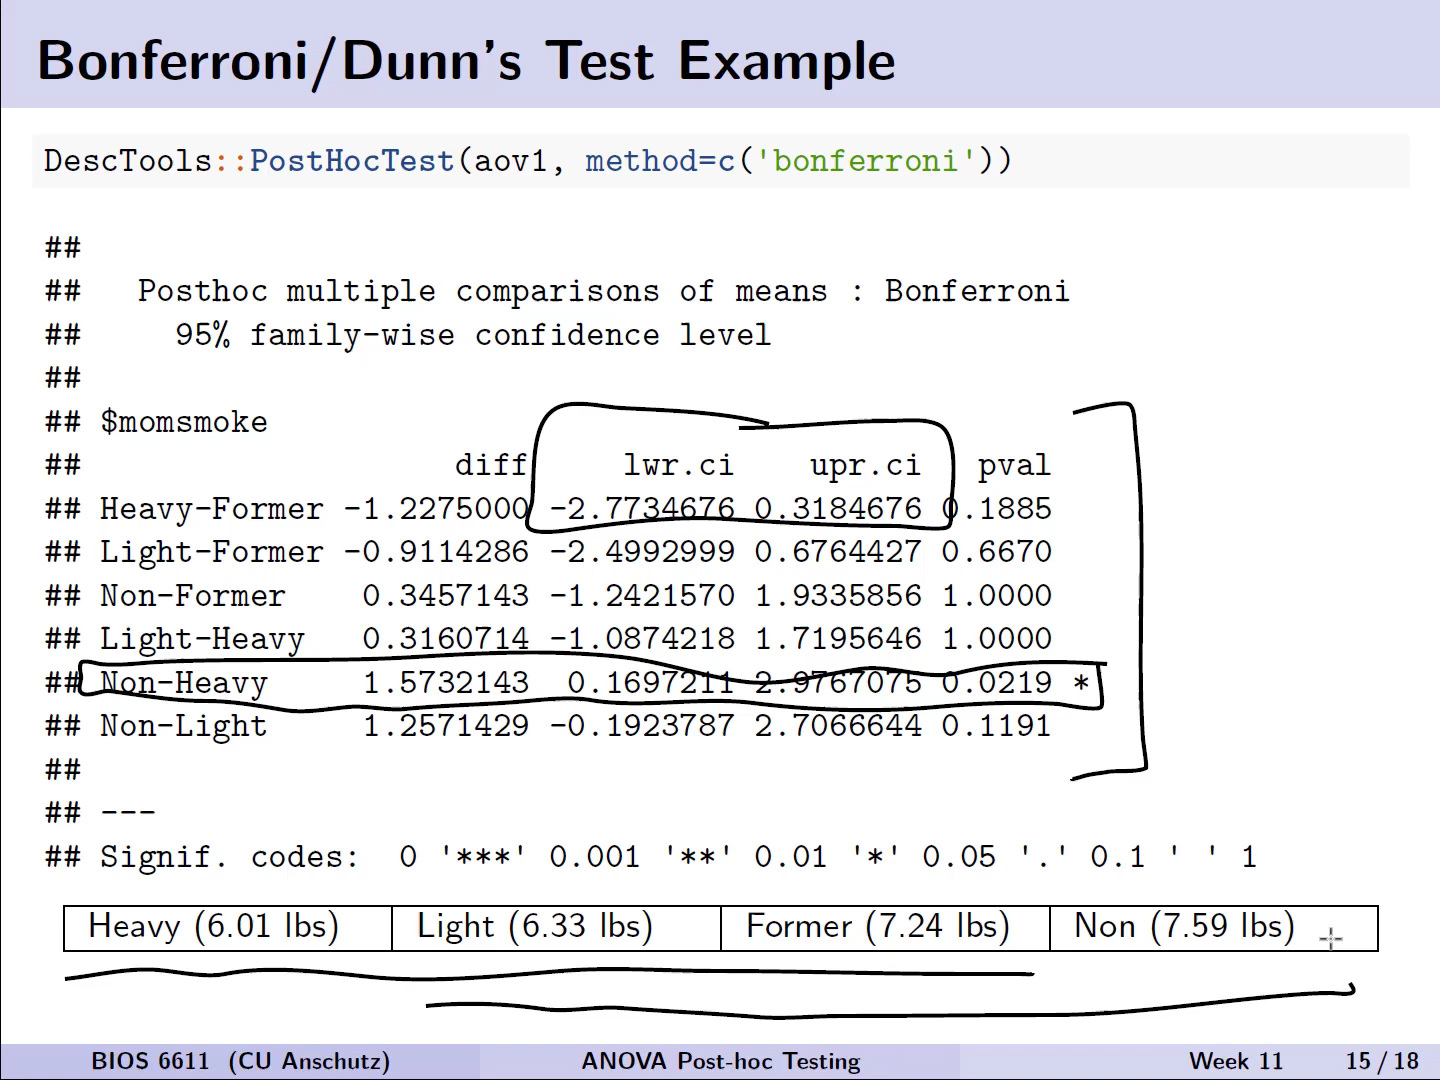 Bonferroni/Dunn's Test Example
DescTools::PostHocTest(aov1, method=c('bonferroni'))
##
##   Posthoc multiple comparisons of means : Bonferroni
##     95% family-wise confidence level
##
## $momsmoke
##                    diff     lwr.ci    upr.ci   pval
## Heavy-Former -1.2275000 -2.7734676 0.3184676 0.1885
## Light-Former -0.9114286 -2.4992999 0.6764427 0.6670
## Non-Former    0.3457143 -1.2421570 1.9335856 1.0000
## Light-Heavy   0.3160714 -1.0874218 1.7195646 1.0000
## Non-Heavy     1.5732143  0.1697211 2.9767075 0.0219 *
## Non-Light     1.2571429 -0.1923787 2.7066644 0.1191
##
## ---
## Signif. codes:  0 '***' 0.001 '**' 0.01 '*' 0.05 '.' 0.1 ' ' 1
Heavy (6.01 lbs) Light (6.33 lbs) Former (7.24 lbs) Non (7.59 lbs)
BIOS 6611 (CU Anschutz) ANOVA Post-hoc Testing Week 11 15 / 18